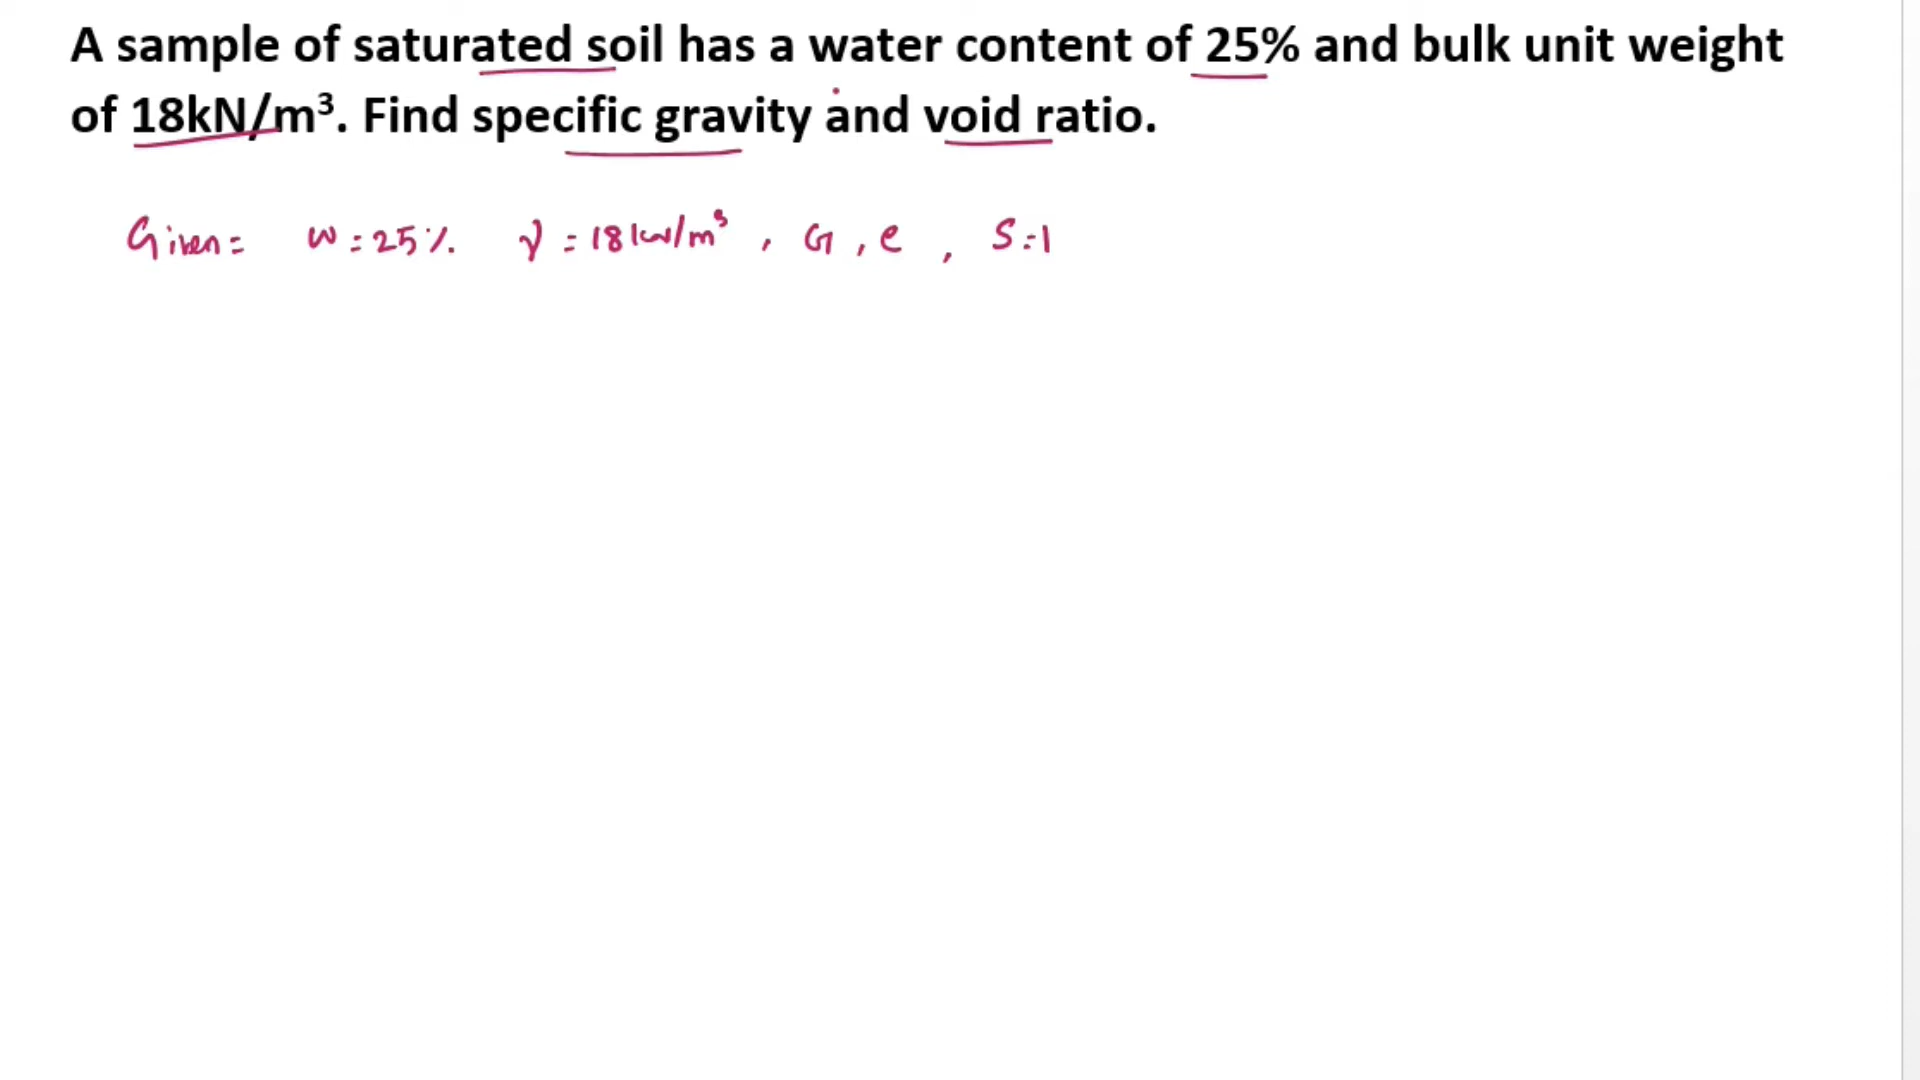 A sample of saturated soil has a water content of 25% and bulk unit weight
of 18kN/m³. Find specific gravity and void ratio.
Given= w=25% γ=18kN/m³, G, e, S=1